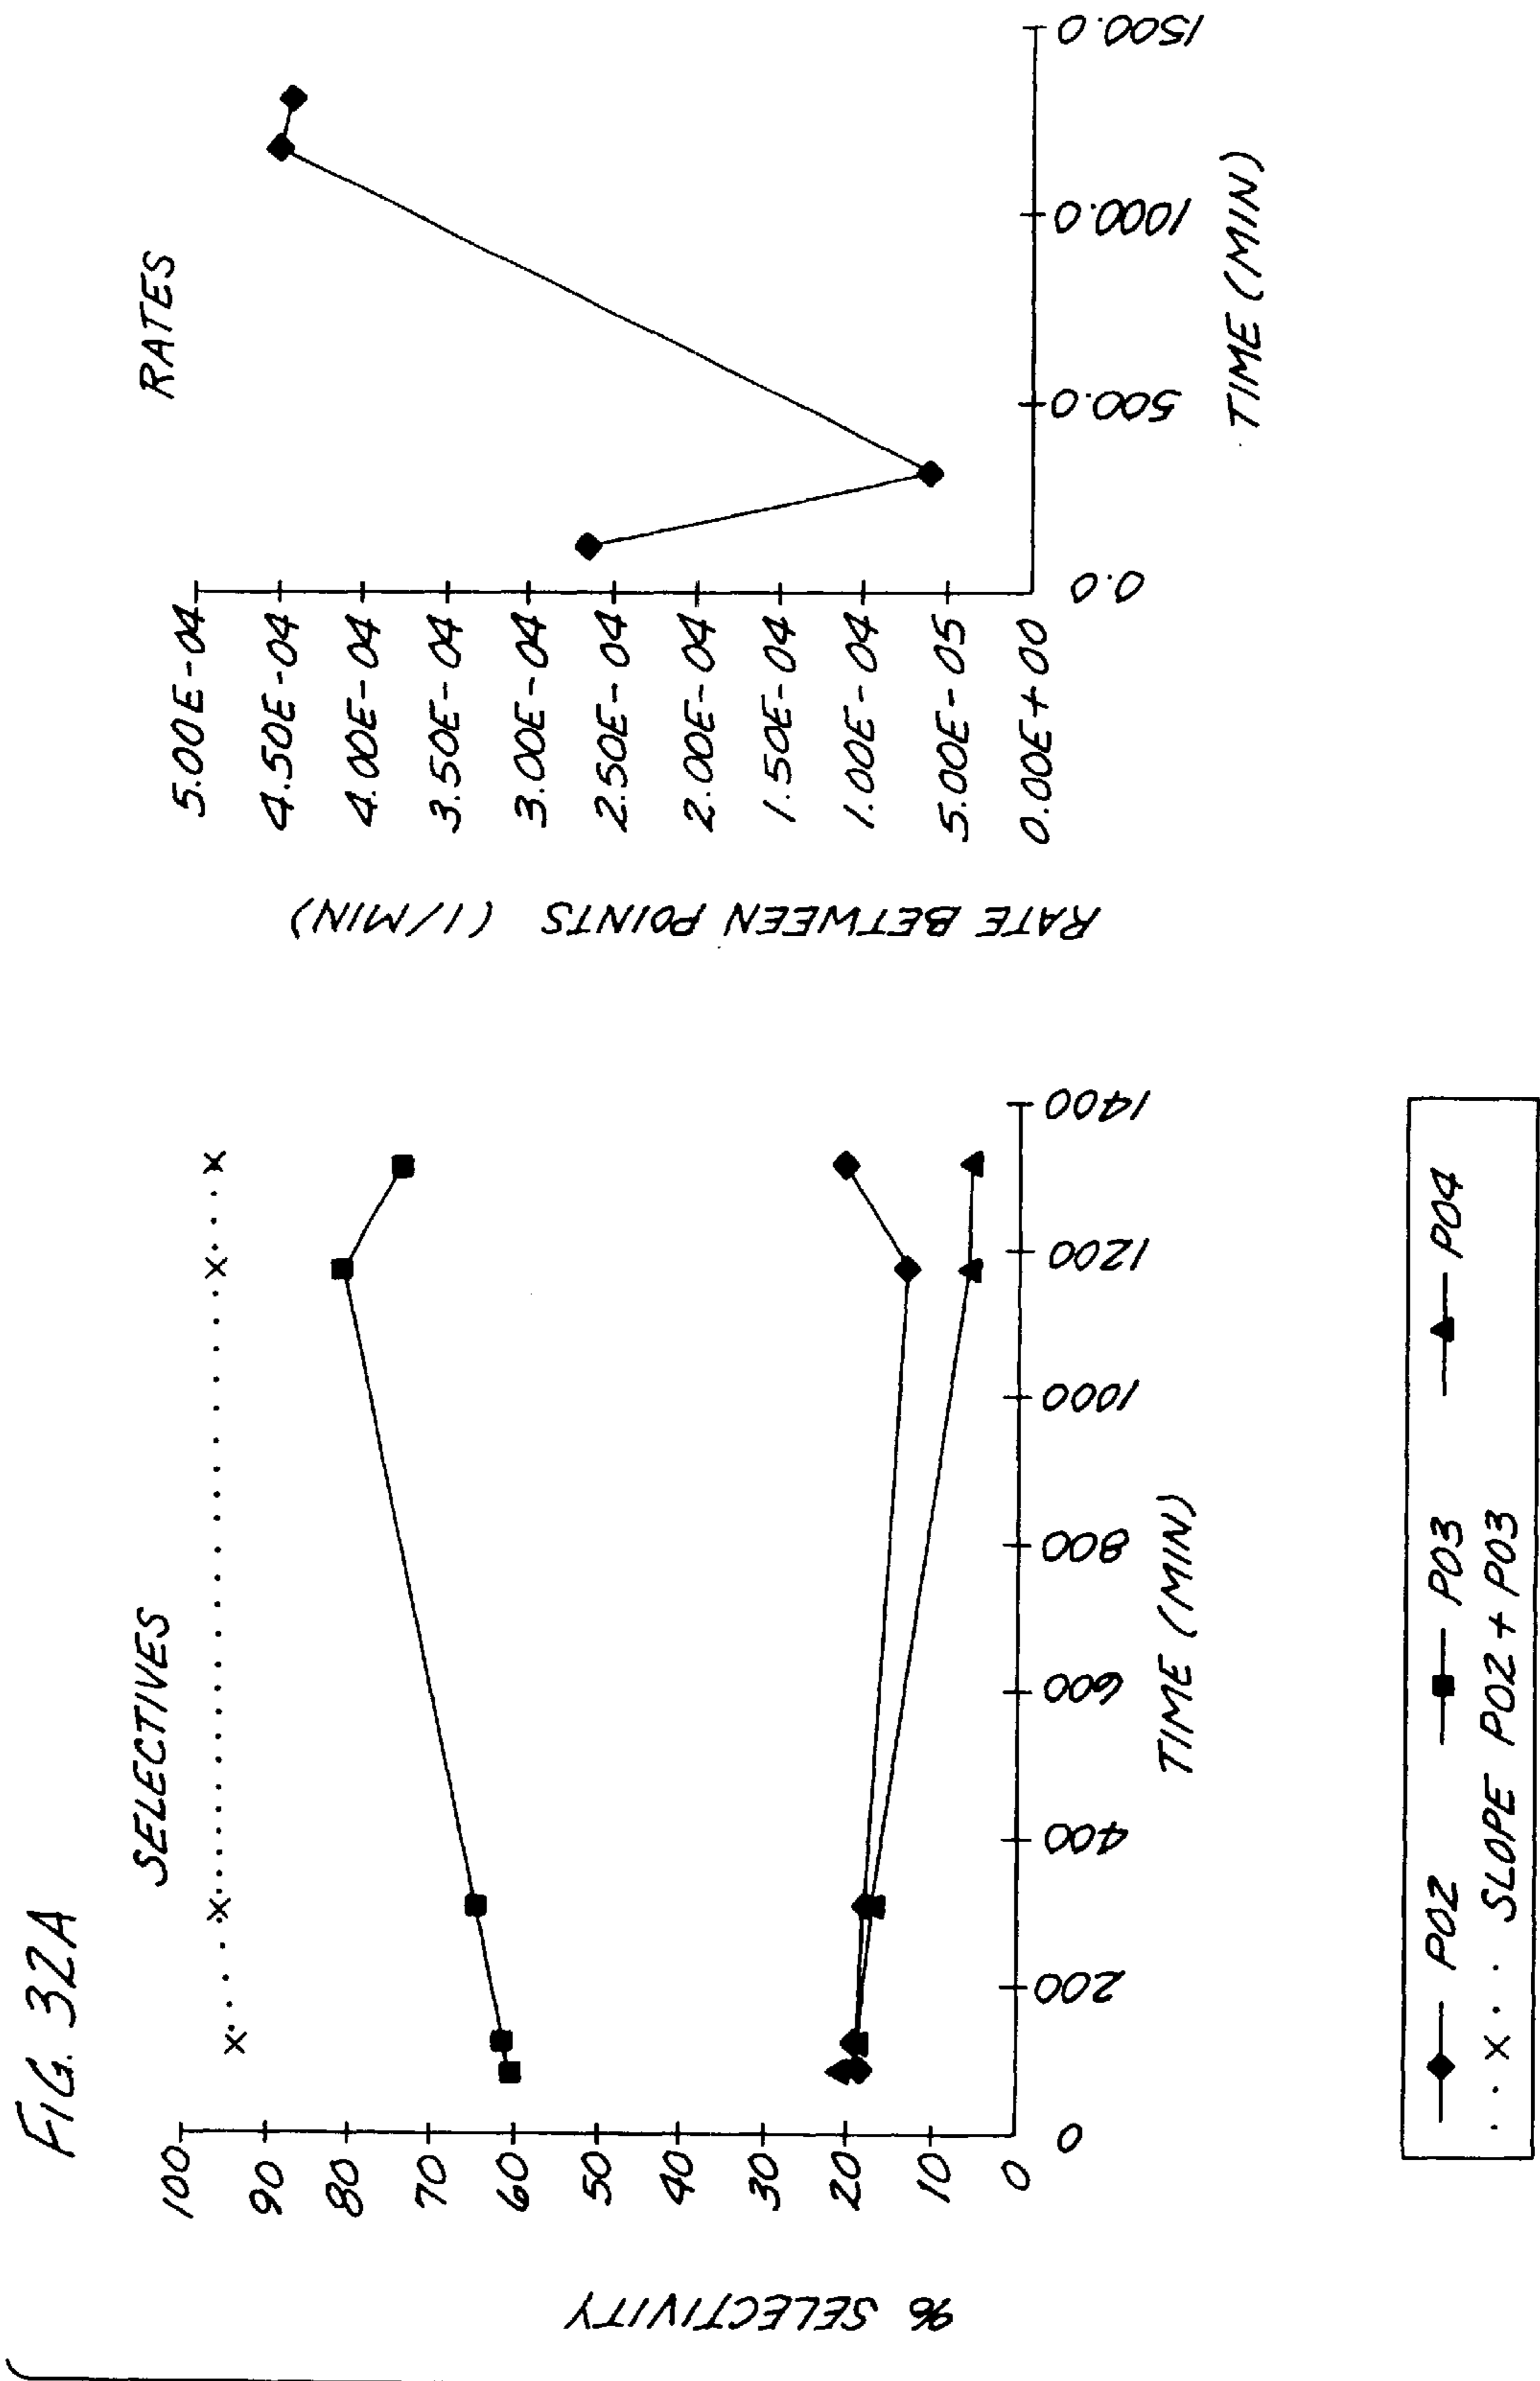 FIG. 32A
SELECTIVES
% SELECTIVITY
100
90
80
70
60
50
40
30
20
10
0
0
200
400
600
800
1000
1200
1400
TIME (MIN)
P02
P03
P04
SLOPE P02 + P03
RATES
RATE BETWEEN POINTS (1/MIN)
5.00E-04
4.50E-04
4.00E-04
3.50E-04
3.00E-04
2.50E-04
2.00E-04
1.50E-04
1.00E-04
5.00E-05
0.00E+00
0.0
500.0
1000.0
1500.0
TIME (MIN)